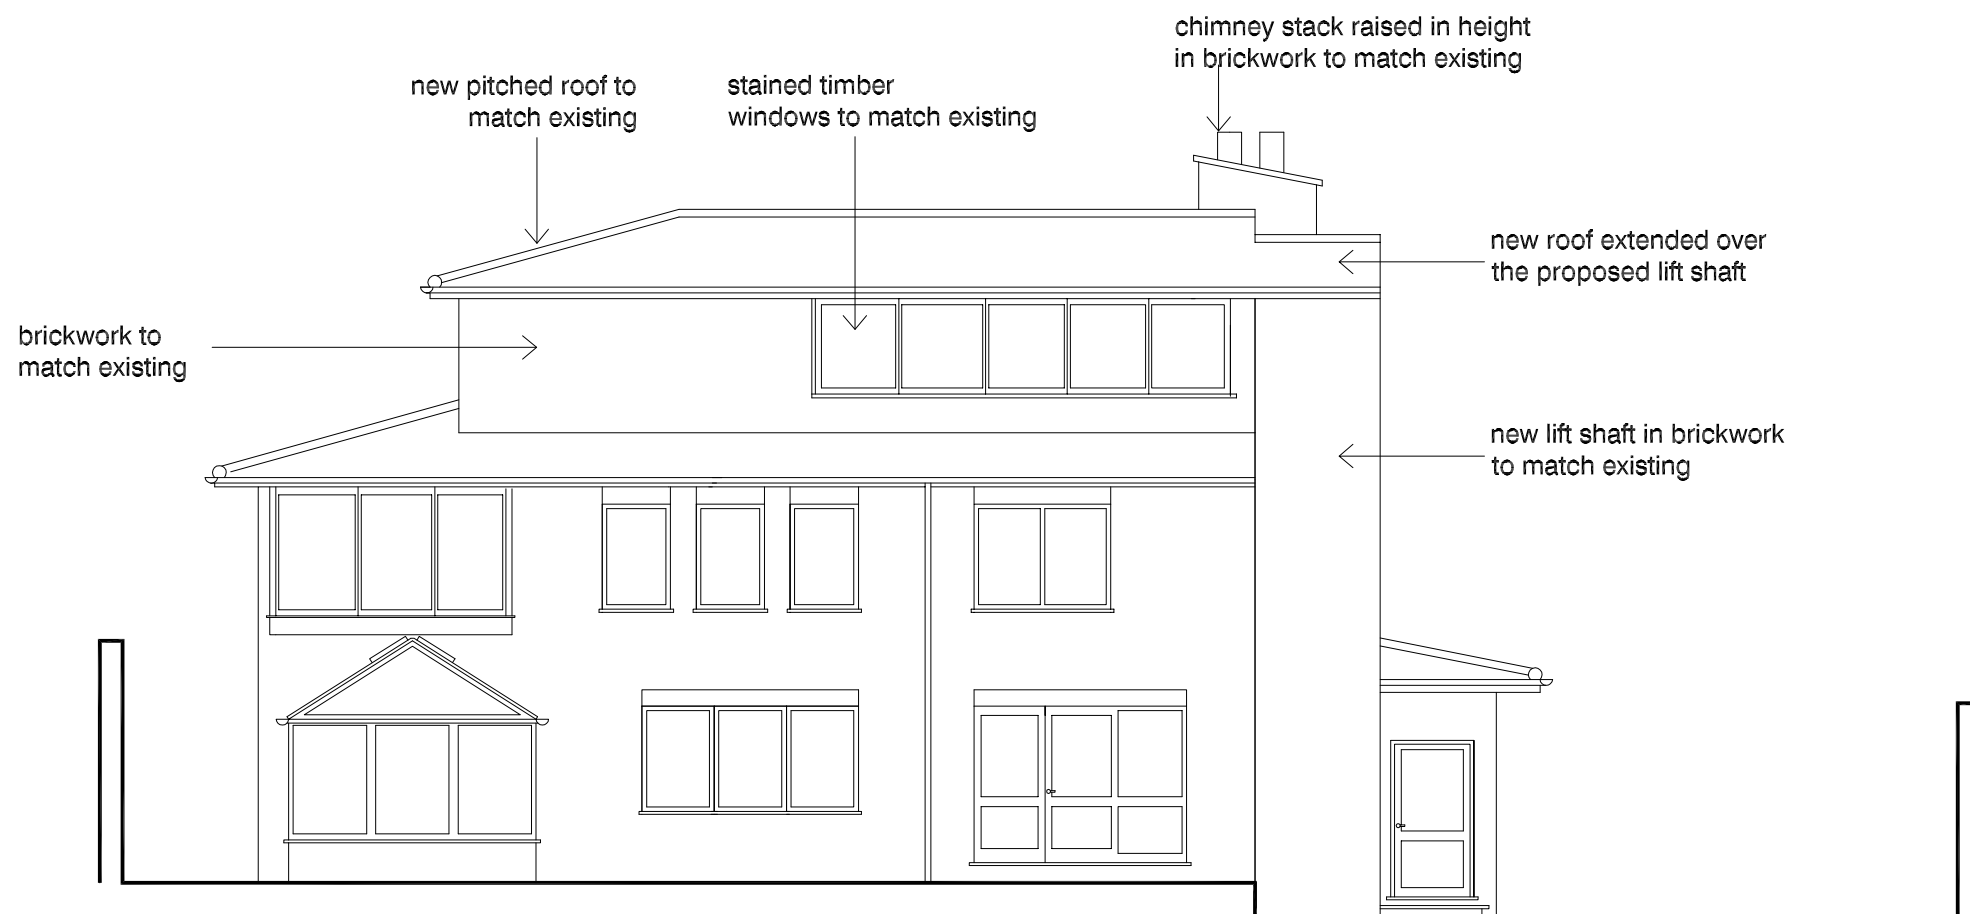 chimney stack raised in height
in brickwork to match existing
new pitched roof to
match existing
stained timber
windows to match existing
new roof extended over
the proposed lift shaft
brickwork to
match existing
new lift shaft in brickwork
to match existing